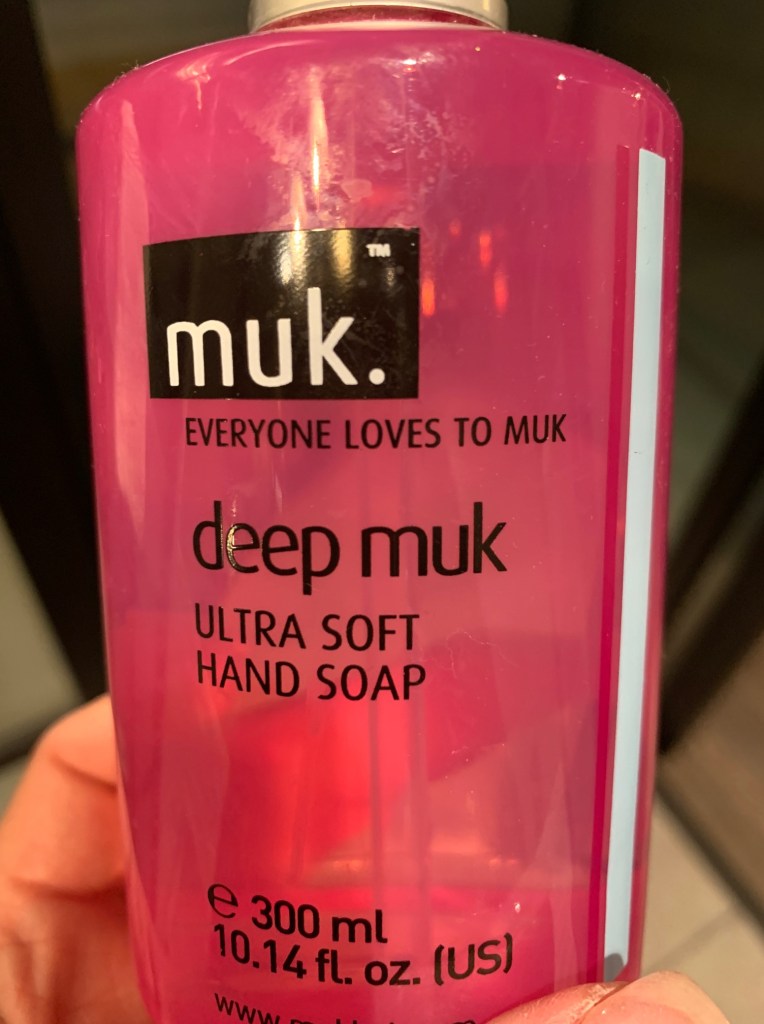 muk.™
EVERYONE LOVES TO MUK
deep muk
ULTRA SOFT
HAND SOAP
℮ 300 ml
10.14 fl. oz. (US)